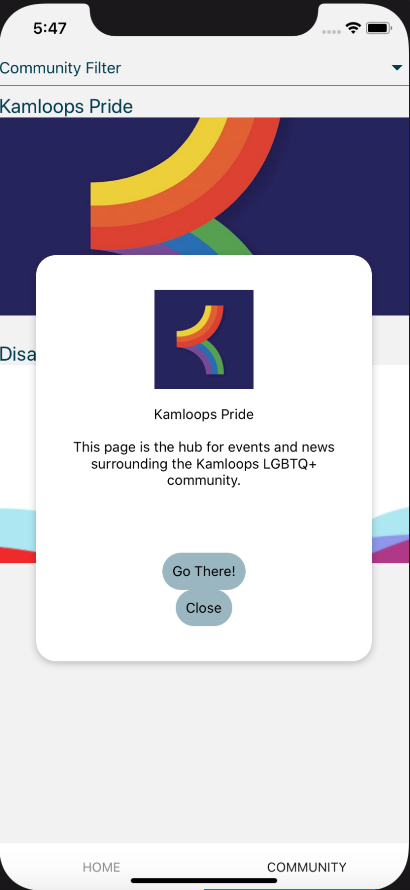 5:47
Community Filter
Kamloops Pride
Disa
Kamloops Pride
This page is the hub for events and news
surrounding the Kamloops LGBTQ+
community.
Go There!
Close
HOME
COMMUNITY